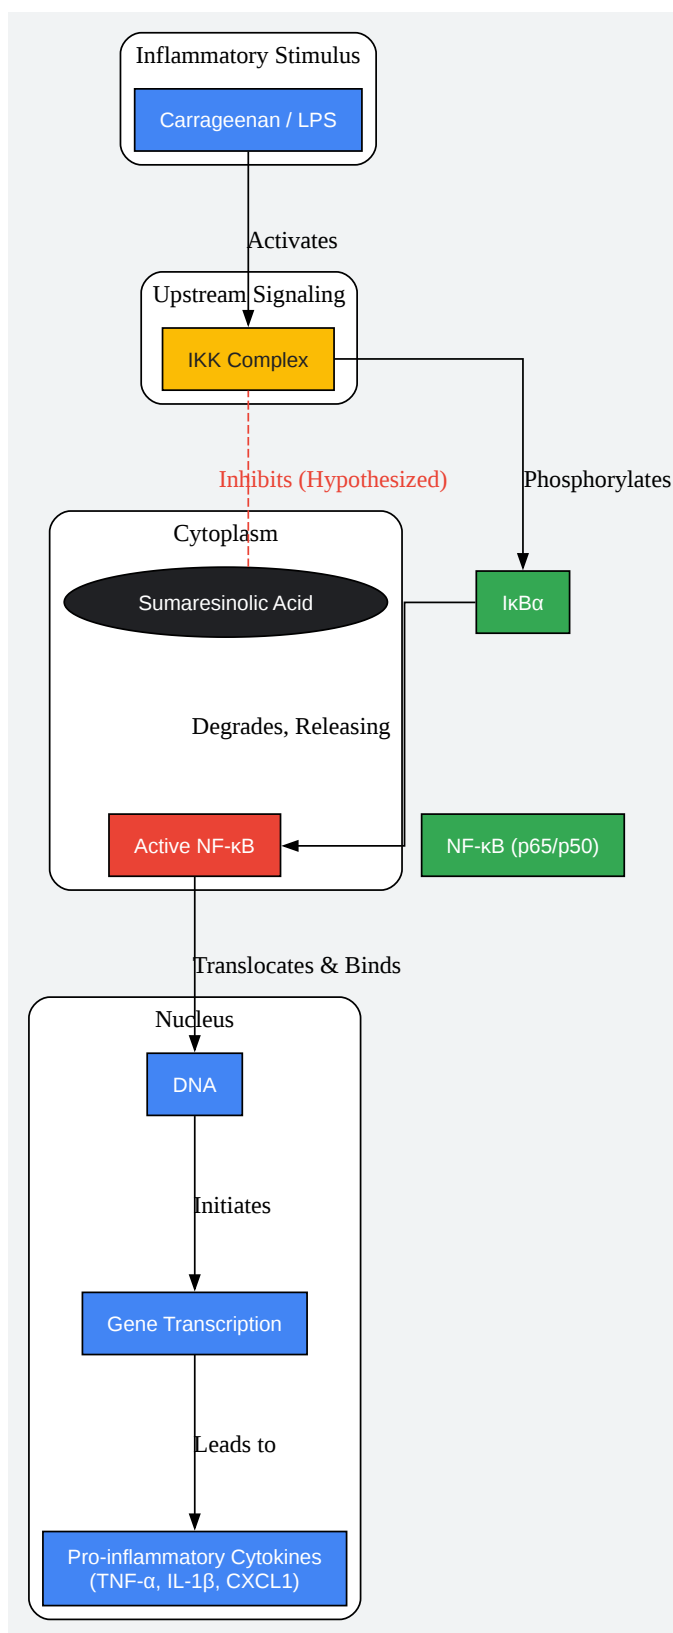 Inflammatory Stimulus
Carrageenan / LPS
Activates
Upstream Signaling
IKK Complex
Inhibits (Hypothesized)
Phosphorylates
Cytoplasm
Sumaresinolic Acid
IκBα
Degrades, Releasing
Active NF-κB
NF-κB (p65/p50)
Translocates & Binds
Nucleus
DNA
Initiates
Gene Transcription
Leads to
Pro-inflammatory Cytokines
(TNF-α, IL-1β, CXCL1)